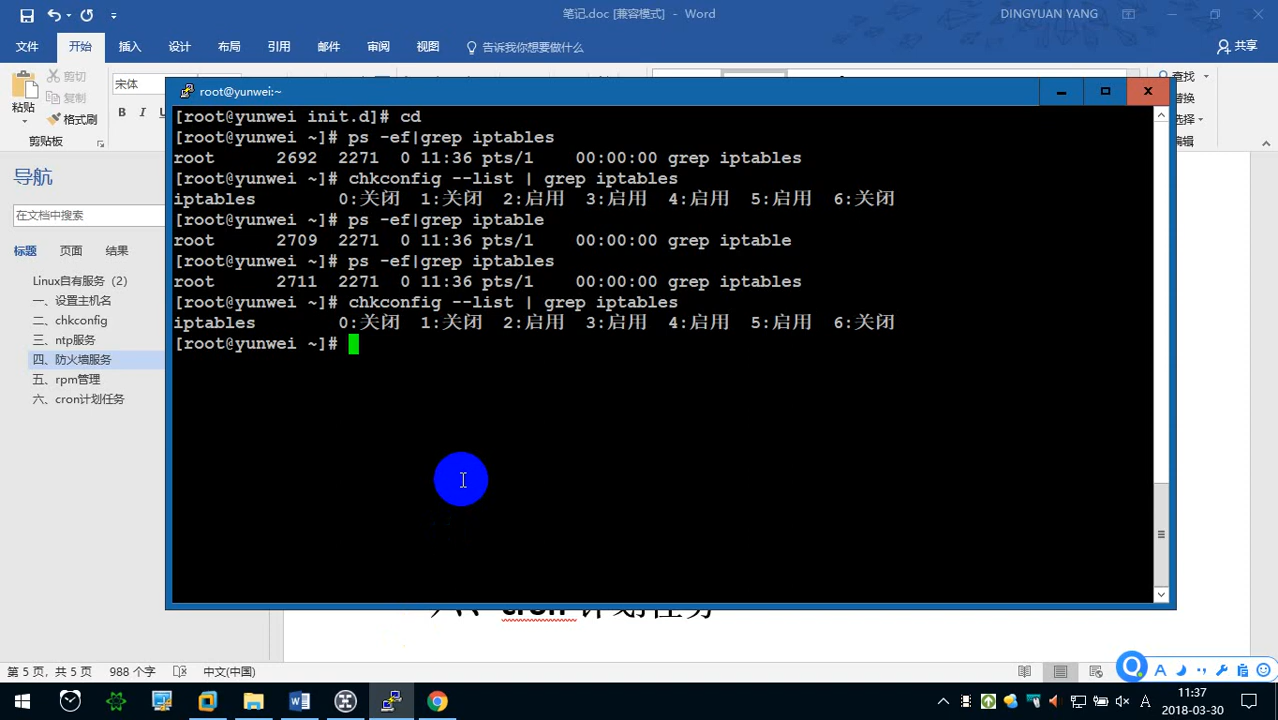 笔记.doc [兼容模式] - Word
DINGYUAN YANG
文件 开始 插入 设计 布局 引用 邮件 审阅 视图 告诉我你想要做什么 共享
粘贴
剪切
复制
格式刷
剪贴板
宋体
B I U
查找
替换
选择
编辑
导航
在文档中搜索
标题 页面 结果
Linux自有服务（2）
一、设置主机名
二、chkconfig
三、ntp服务
四、防火墙服务
五、rpm管理
六、cron计划任务
root@yunwei:~
[root@yunwei init.d]# cd
[root@yunwei ~]# ps -ef|grep iptables
root 2692 2271 0 11:36 pts/1 00:00:00 grep iptables
[root@yunwei ~]# chkconfig --list | grep iptables
iptables 0:关闭 1:关闭 2:启用 3:启用 4:启用 5:启用 6:关闭
[root@yunwei ~]# ps -ef|grep iptable
root 2709 2271 0 11:36 pts/1 00:00:00 grep iptable
[root@yunwei ~]# ps -ef|grep iptables
root 2711 2271 0 11:36 pts/1 00:00:00 grep iptables
[root@yunwei ~]# chkconfig --list | grep iptables
iptables 0:关闭 1:关闭 2:启用 3:启用 4:启用 5:启用 6:关闭
[root@yunwei ~]#
六、cron 计划任务
第 5 页，共 5 页 988 个字 中文(中国)
A
A
11:37
2018-03-30